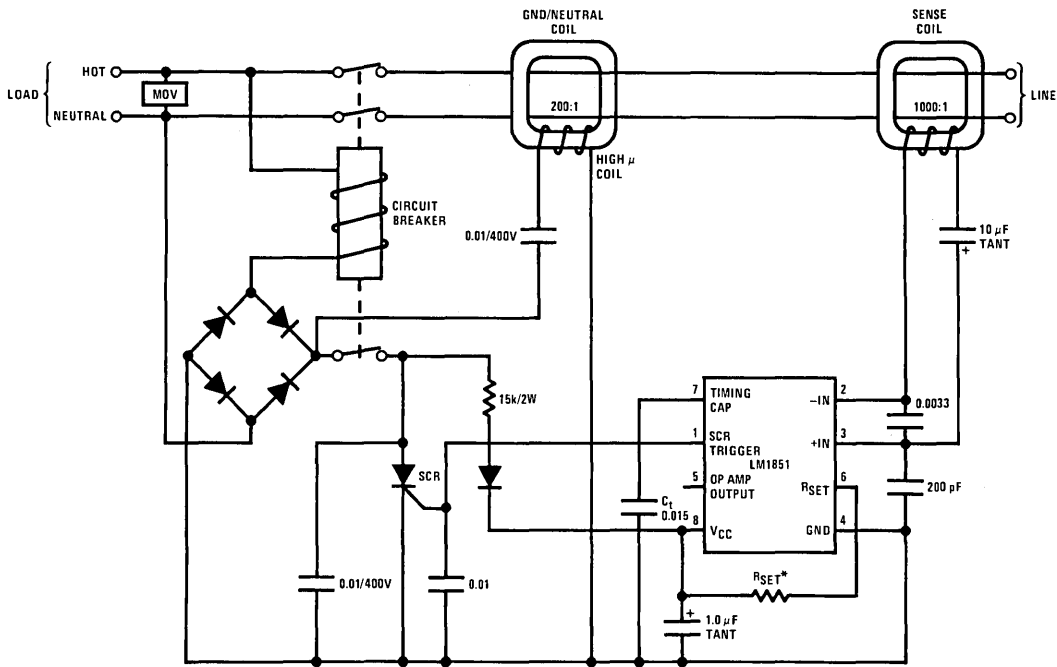 GND/NEUTRAL
COIL
SENSE
COIL
LOAD
HOT
MOV
NEUTRAL
200:1
1000:1
LINE
HIGH μ
COIL
CIRCUIT
BREAKER
0.01/400V
10 μF
TANT
+
15k/2W
7
TIMING
CAP
2
–IN
0.0033
1
SCR
TRIGGER
3
+IN
LM1851
SCR
5
OP AMP
OUTPUT
6
RSET
200 pF
Ct
0.015
8
VCC
4
GND
0.01/400V
0.01
RSET*
+
1.0 μF
TANT